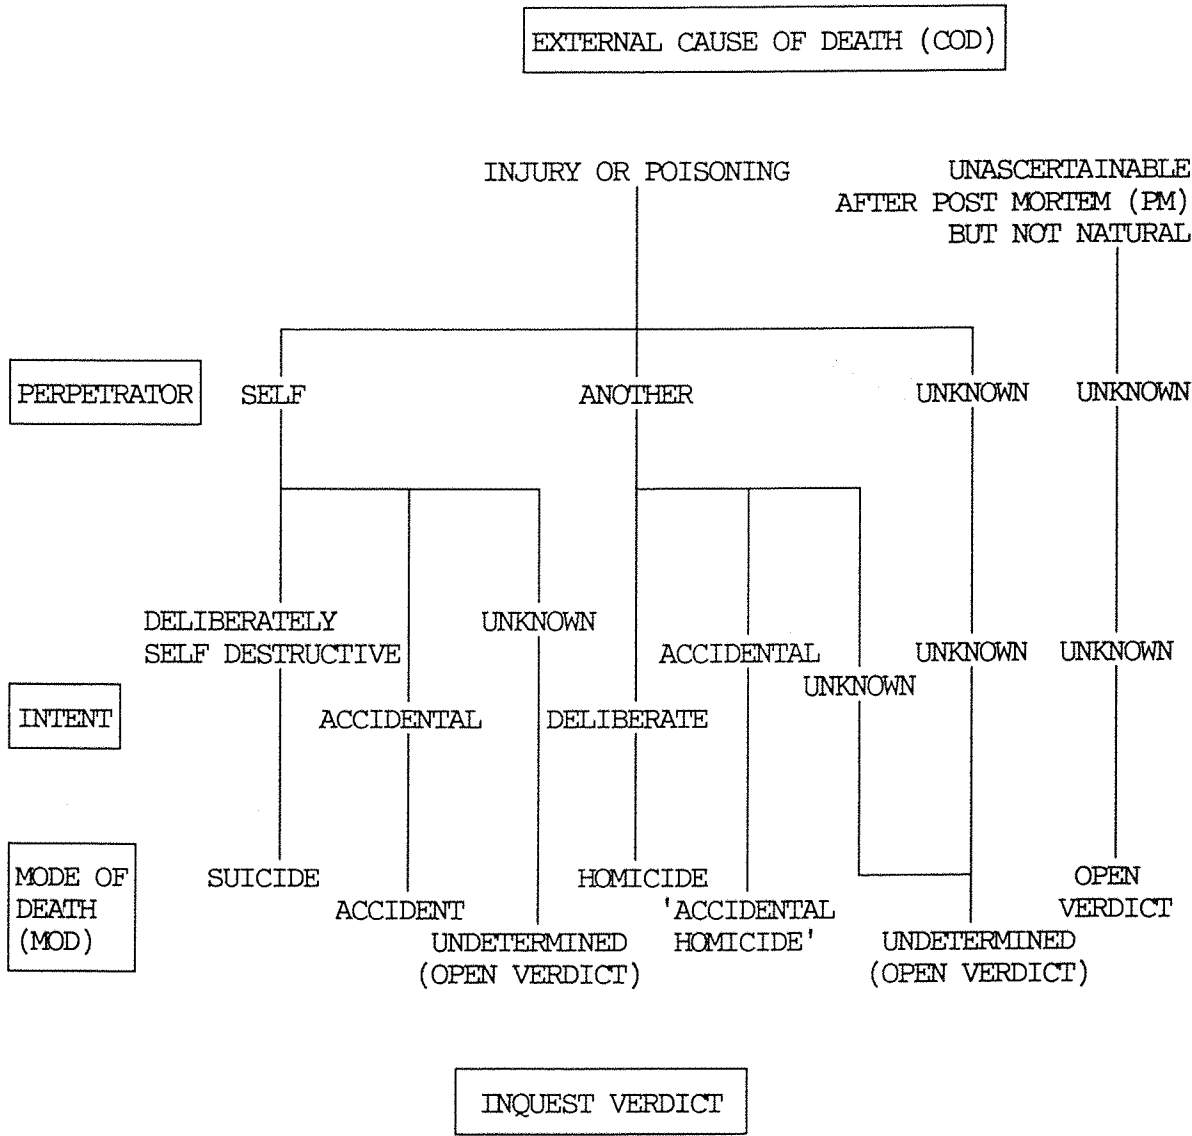 EXTERNAL CAUSE OF DEATH (COD)
INJURY OR POISONING
UNASCERTAINABLE
AFTER POST MORTEM (PM)
BUT NOT NATURAL
PERPETRATOR
SELF
ANOTHER
UNKNOWN
UNKNOWN
DELIBERATELY
SELF DESTRUCTIVE
UNKNOWN
ACCIDENTAL
UNKNOWN
UNKNOWN
UNKNOWN
INTENT
ACCIDENTAL
DELIBERATE
MODE OF
DEATH
(MOD)
SUICIDE
ACCIDENT
UNDETERMINED
(OPEN VERDICT)
HOMICIDE
'ACCIDENTAL
HOMICIDE'
UNDETERMINED
(OPEN VERDICT)
OPEN
VERDICT
INQUEST VERDICT